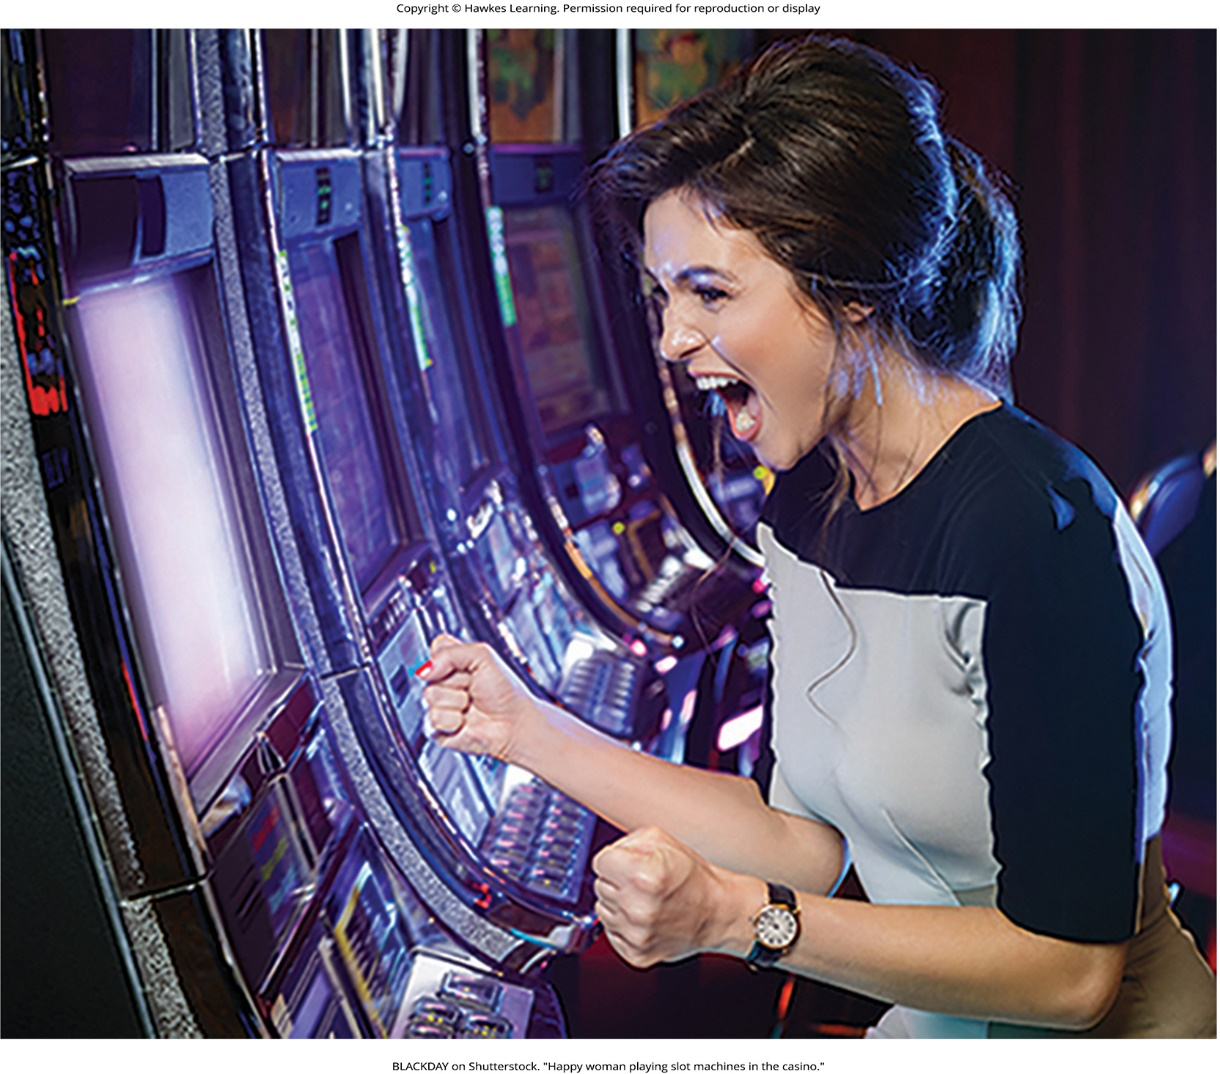 Copyright © Hawkes Learning. Permission required for reproduction or display
BLACKDAY on Shutterstock. "Happy woman playing slot machines in the casino."